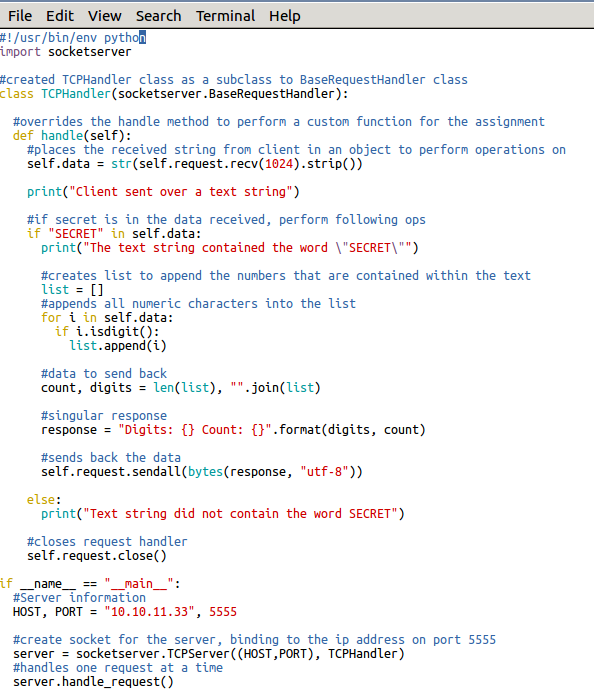 File Edit View Search Terminal Help
#!/usr/bin/env python
import socketserver
#created TCPHandler class as a subclass to BaseRequestHandler class
class TCPHandler(socketserver.BaseRequestHandler):
#overrides the handle method to perform a custom function for the assignment
def handle(self):
#places the received string from client in an object to perform operations on
self.data = str(self.request.recv(1024).strip())
print("Client sent over a text string")
#if secret is in the data received, perform following ops
if "SECRET" in self.data:
print("The text string contained the word \"SECRET\"")
#creates list to append the numbers that are contained within the text
list = []
#appends all numeric characters into the list
for i in self.data:
if i.isdigit():
list.append(i)
#data to send back
count, digits = len(list), "".join(list)
#singular response
response = "Digits: {} Count: {}".format(digits, count)
#sends back the data
self.request.sendall(bytes(response, "utf-8"))
else:
print("Text string did not contain the word SECRET")
#closes request handler
self.request.close()
if __name__ == "__main__":
#Server information
HOST, PORT = "10.10.11.33", 5555
#create socket for the server, binding to the ip address on port 5555
server = socketserver.TCPServer((HOST,PORT), TCPHandler)
#handles one request at a time
server.handle_request()